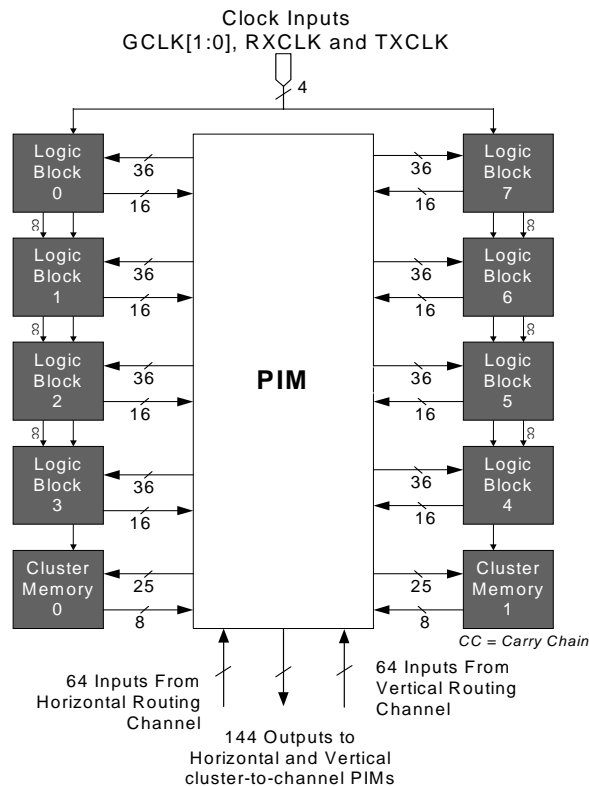 Clock Inputs
GCLK[1:0], RXCLK and TXCLK
4
Logic
Block
0
36
16
CC
Logic
Block
1
36
16
CC
Logic
Block
2
36
16
CC
Logic
Block
3
36
16
Cluster
Memory
0
25
8
PIM
Logic
Block
7
36
16
CC
Logic
Block
6
36
16
CC
Logic
Block
5
36
16
CC
Logic
Block
4
36
16
Cluster
Memory
1
25
8
CC = Carry Chain
64 Inputs From
Horizontal Routing
Channel
64 Inputs From
Vertical Routing
Channel
144 Outputs to
Horizontal and Vertical
cluster-to-channel PIMs